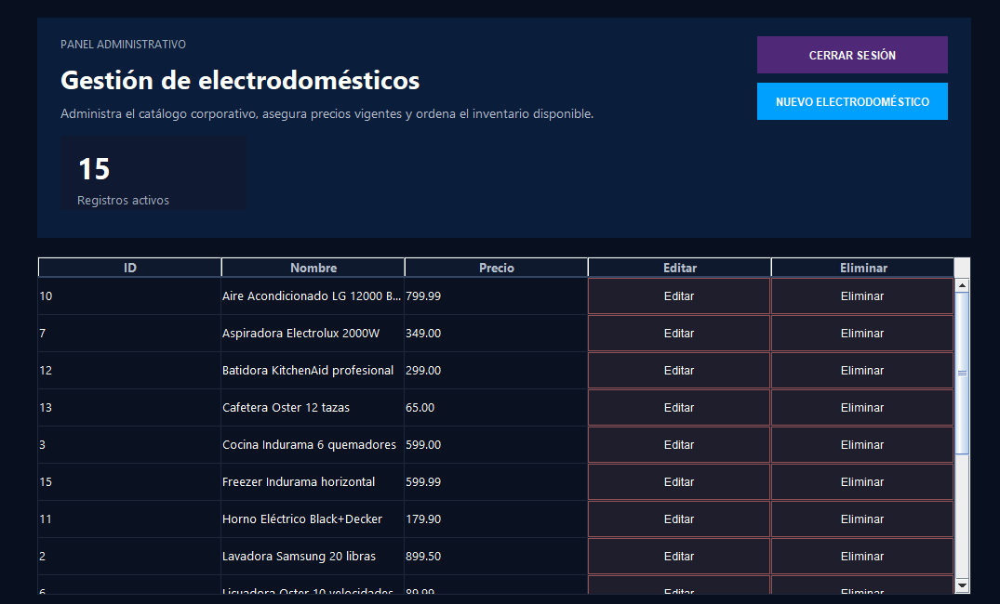 PANEL ADMINISTRATIVO
CERRAR SESIÓN
Gestión de electrodomésticos
NUEVO ELECTRODOMÉSTICO
Administra el catálogo corporativo, asegura precios vigentes y ordena el inventario disponible.
15
Registros activos
ID Nombre Precio Editar Eliminar
10 Aire Acondicionado LG 12000 B... 799.99 Editar Eliminar
7 Aspiradora Electrolux 2000W 349.00 Editar Eliminar
12 Batidora KitchenAid profesional 299.00 Editar Eliminar
13 Cafetera Oster 12 tazas 65.00 Editar Eliminar
3 Cocina Indurama 6 quemadores 599.00 Editar Eliminar
15 Freezer Indurama horizontal 599.99 Editar Eliminar
11 Horno Eléctrico Black+Decker 179.90 Editar Eliminar
2 Lavadora Samsung 20 libras 899.50 Editar Eliminar
6 Licuadora Oster 10 velocidades 89.99 Editar Eliminar